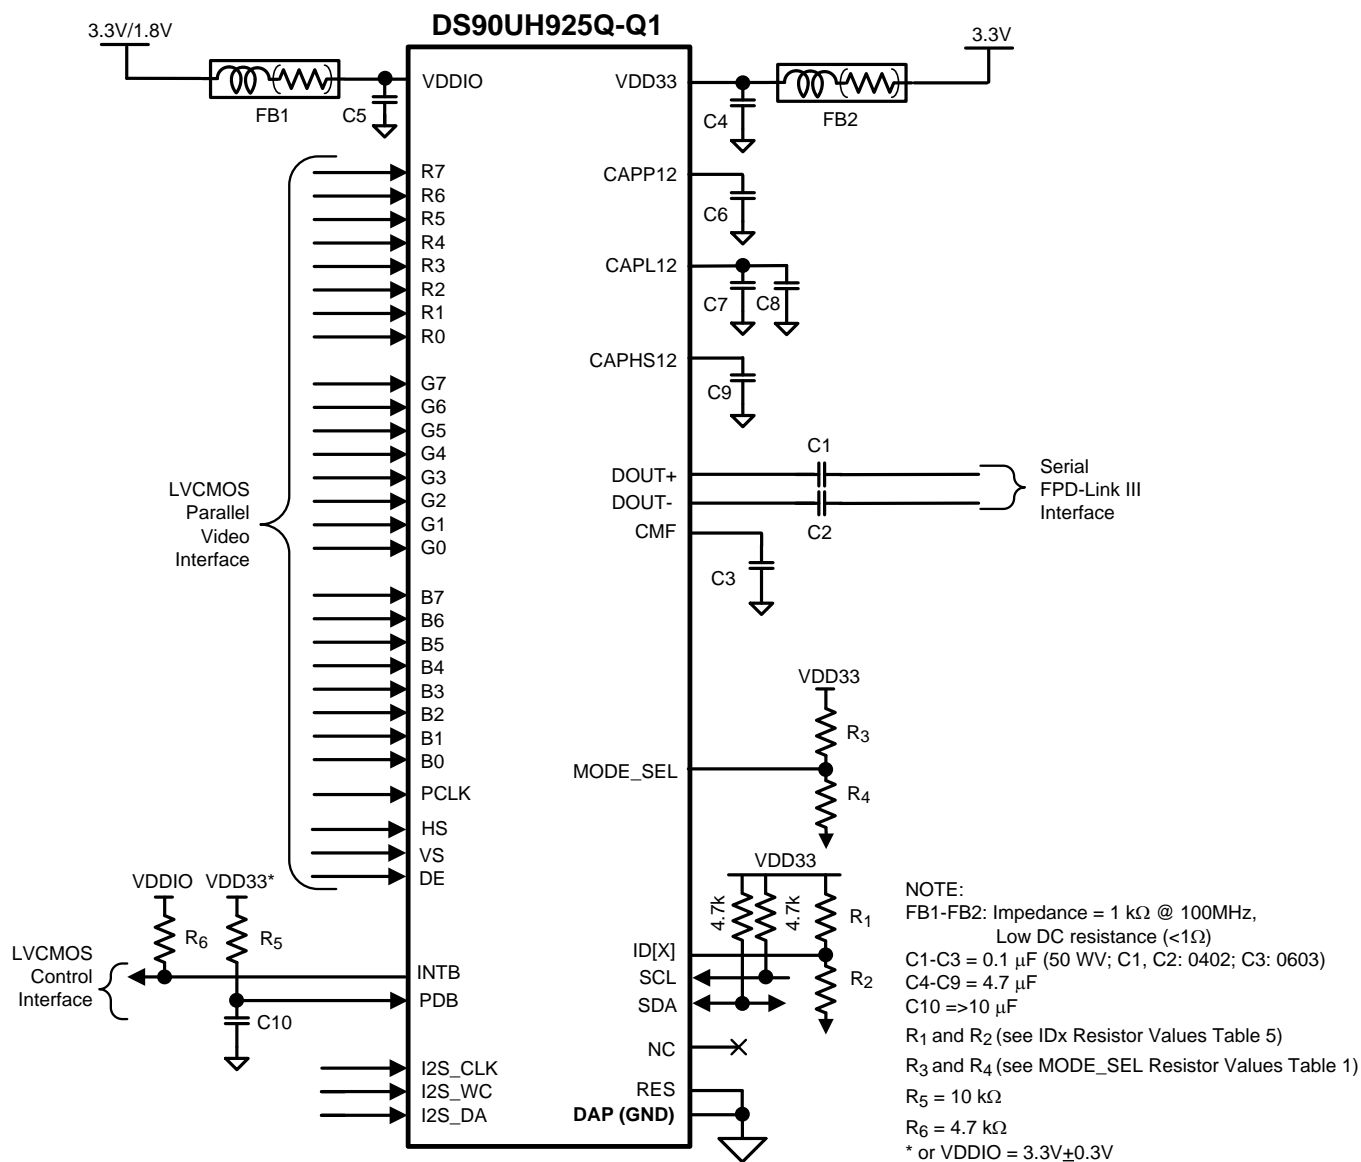 DS90UH925Q-Q1
3.3V/1.8V
3.3V
VDDIO
VDD33
FB1
C5
C4
FB2
R7
R6
R5
R4
R3
R2
R1
R0
CAPP12
C6
CAPL12
C7
C8
CAPHS12
C9
G7
G6
G5
G4
G3
G2
G1
G0
LVCMOS
Parallel
Video
Interface
C1
DOUT+
DOUT-
C2
CMF
C3
Serial
FPD-Link III
Interface
B7
B6
B5
B4
B3
B2
B1
B0
PCLK
HS
VS
DE
VDD33
R3
MODE_SEL
R4
VDDIO
VDD33*
R6
R5
LVCMOS
Control
Interface
INTB
PDB
C10
VDD33
4.7k
4.7k
R1
ID[X]
SCL
R2
SDA
NC
I2S_CLK
I2S_WC
I2S_DA
RES
DAP (GND)
NOTE:
FB1-FB2: Impedance = 1 kΩ @ 100MHz,
Low DC resistance (<1Ω)
C1-C3 = 0.1 μF (50 WV; C1, C2: 0402; C3: 0603)
C4-C9 = 4.7 μF
C10 =>10 μF
R1 and R2 (see IDx Resistor Values Table 5)
R3 and R4 (see MODE_SEL Resistor Values Table 1)
R5 = 10 kΩ
R6 = 4.7 kΩ
* or VDDIO = 3.3V±0.3V